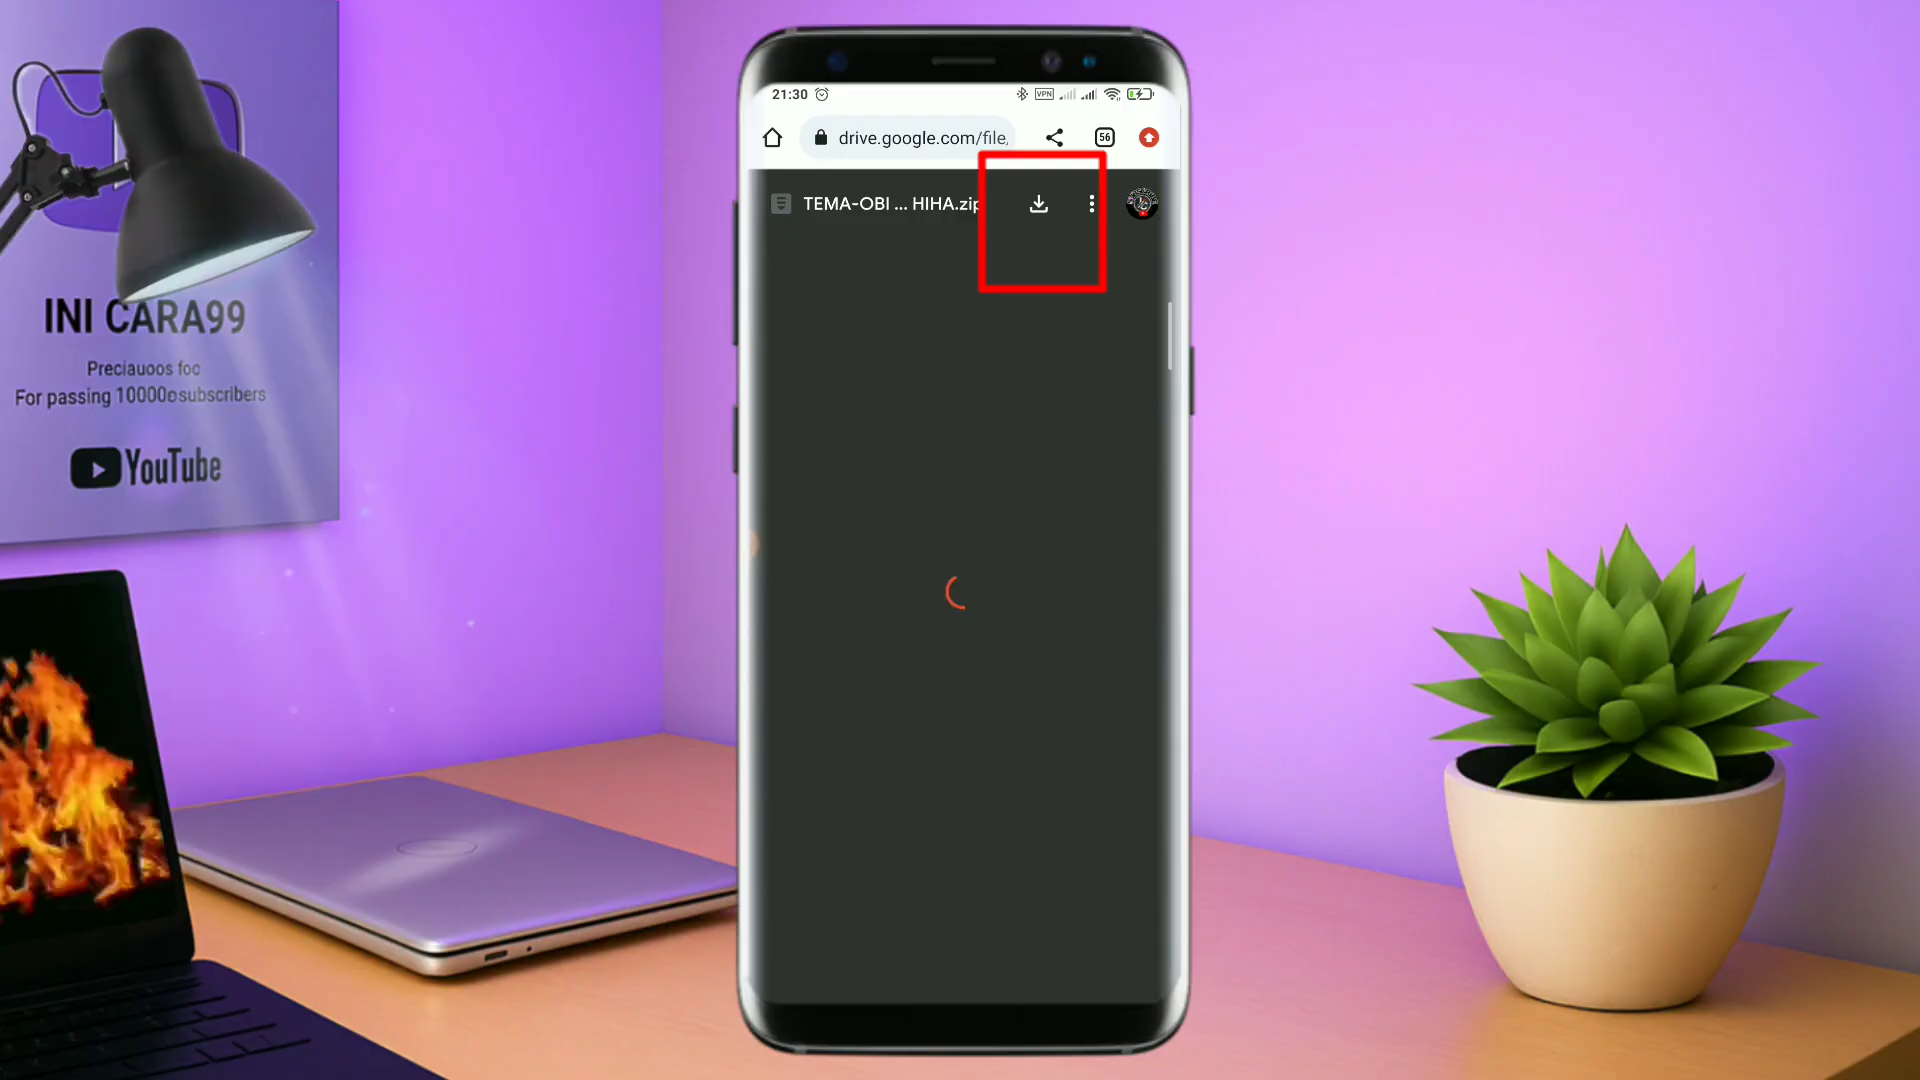 21:30
VPN
drive.google.com/file,
56
TEMA-OBI ... HIHA.zip
INI CARA99
Preciauoos foc
For passing 10000osubscribers
YouTube